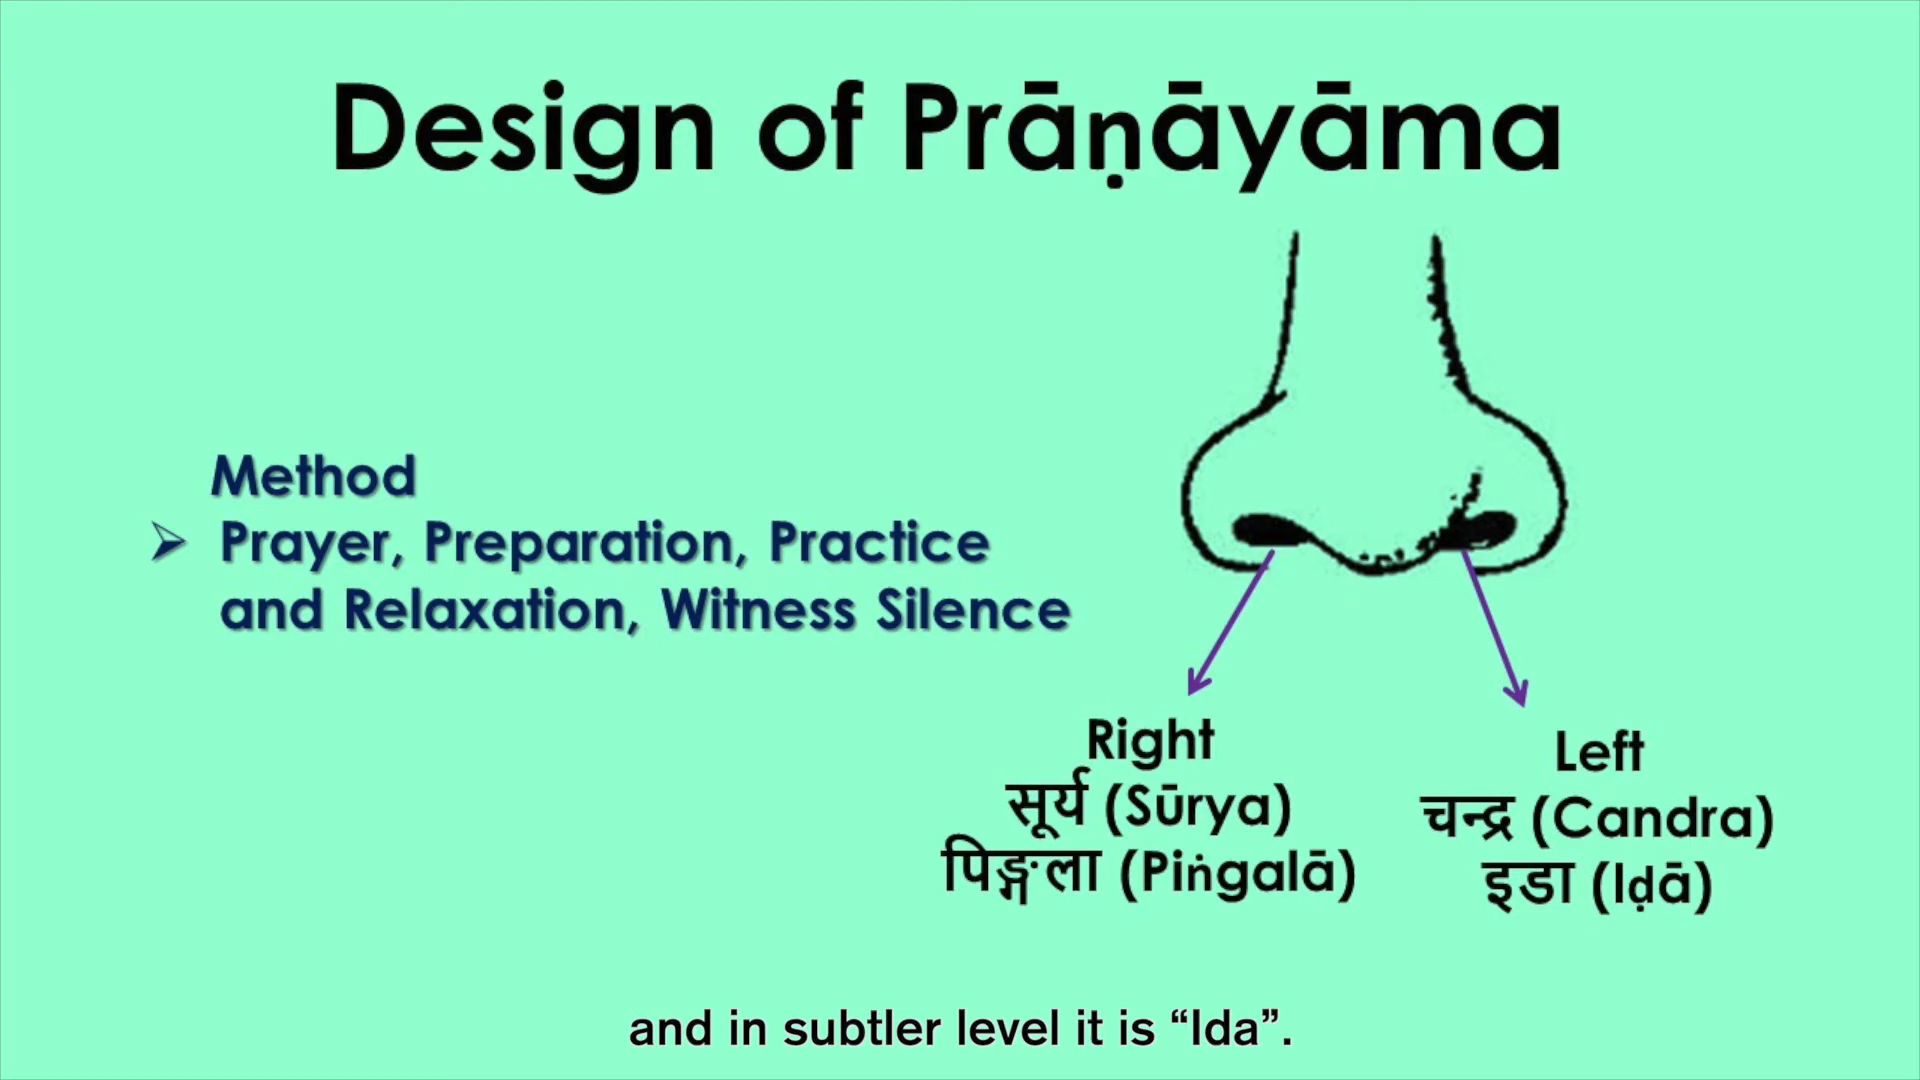 Design of Prāṇāyāma
Method
➢ Prayer, Preparation, Practice
and Relaxation, Witness Silence
Right
सूर्य (Sūrya)
पिङ्गला (Piṅgalā)
Left
चन्द्र (Candra)
इडा (Iḍā)
and in subtler level it is “Ida”.